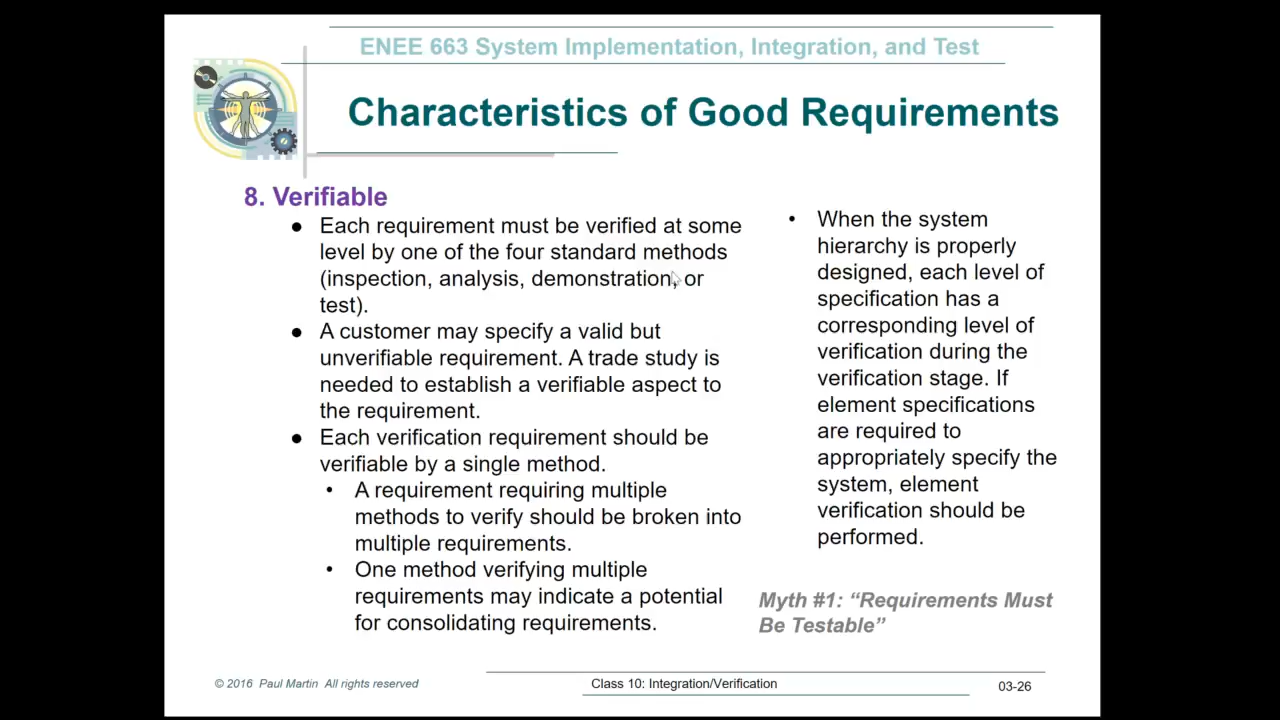 ENEE 663 System Implementation, Integration, and Test
Characteristics of Good Requirements
8. Verifiable
● Each requirement must be verified at some
level by one of the four standard methods
(inspection, analysis, demonstration, or
test).
● A customer may specify a valid but
unverifiable requirement. A trade study is
needed to establish a verifiable aspect to
the requirement.
● Each verification requirement should be
verifiable by a single method.
• A requirement requiring multiple
methods to verify should be broken into
multiple requirements.
• One method verifying multiple
requirements may indicate a potential
for consolidating requirements.
• When the system
hierarchy is properly
designed, each level of
specification has a
corresponding level of
verification during the
verification stage. If
element specifications
are required to
appropriately specify the
system, element
verification should be
performed.
Myth #1: “Requirements Must
Be Testable”
© 2016 Paul Martin All rights reserved
Class 10: Integration/Verification
03-26